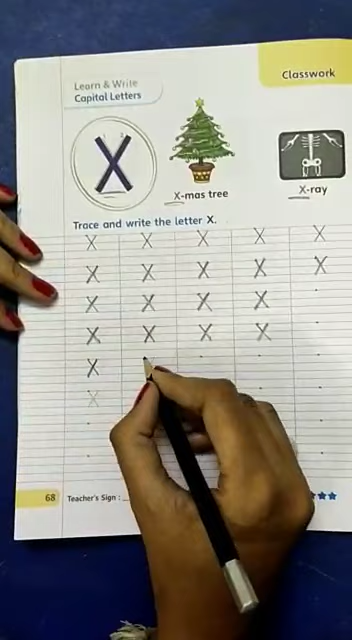 Learn & Write
Capital Letters
Classwork
X
X-mas tree
X-ray
Trace and write the letter X.
X X X X X
X X X X X
X X X X
X X X X
X
X
68 Teacher's Sign :